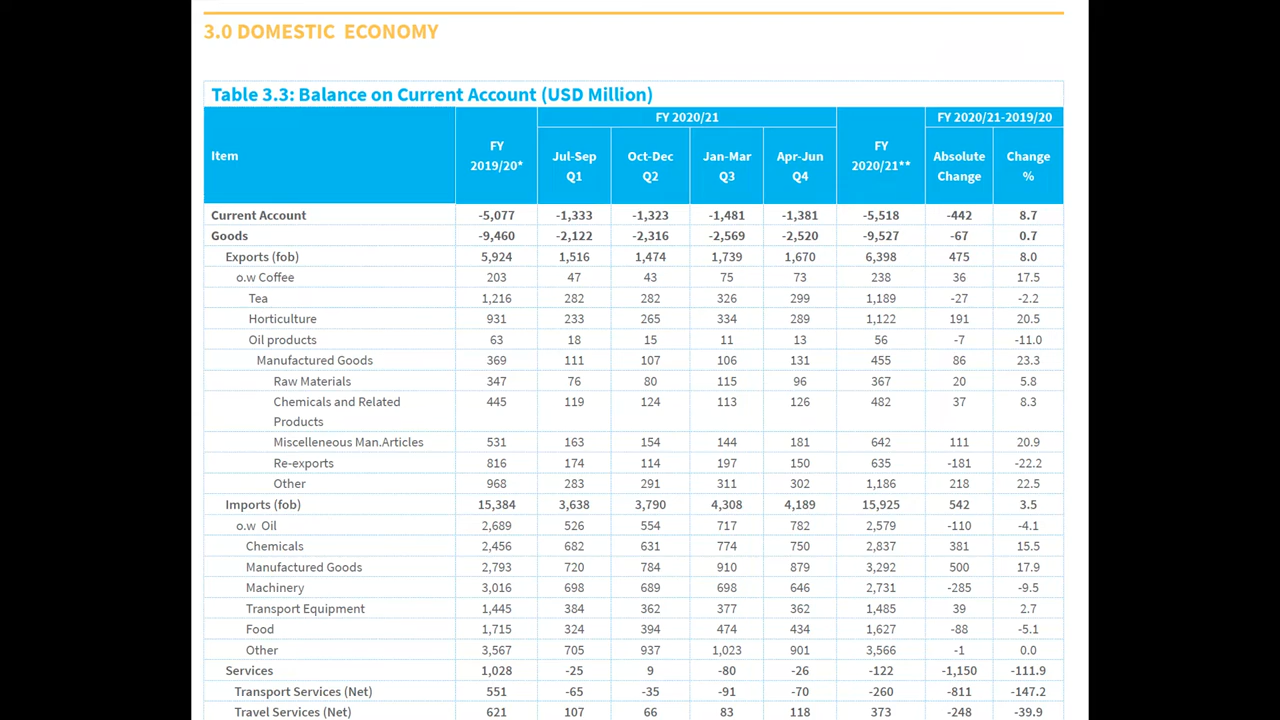 3.0 DOMESTIC ECONOMY
Table 3.3: Balance on Current Account (USD Million)
Item FY 2019/20* FY 2020/21 FY 2020/21** FY 2020/21-2019/20
Jul-Sep Q1 Oct-Dec Q2 Jan-Mar Q3 Apr-Jun Q4 Absolute Change Change %
Current Account -5,077 -1,333 -1,323 -1,481 -1,381 -5,518 -442 8.7
Goods -9,460 -2,122 -2,316 -2,569 -2,520 -9,527 -67 0.7
Exports (fob) 5,924 1,516 1,474 1,739 1,670 6,398 475 8.0
o.w Coffee 203 47 43 75 73 238 36 17.5
Tea 1,216 282 282 326 299 1,189 -27 -2.2
Horticulture 931 233 265 334 289 1,122 191 20.5
Oil products 63 18 15 11 13 56 -7 -11.0
Manufactured Goods 369 111 107 106 131 455 86 23.3
Raw Materials 347 76 80 115 96 367 20 5.8
Chemicals and Related 445 119 124 113 126 482 37 8.3
Products
Miscelleneous Man.Articles 531 163 154 144 181 642 111 20.9
Re-exports 816 174 114 197 150 635 -181 -22.2
Other 968 283 291 311 302 1,186 218 22.5
Imports (fob) 15,384 3,638 3,790 4,308 4,189 15,925 542 3.5
o.w Oil 2,689 526 554 717 782 2,579 -110 -4.1
Chemicals 2,456 682 631 774 750 2,837 381 15.5
Manufactured Goods 2,793 720 784 910 879 3,292 500 17.9
Machinery 3,016 698 689 698 646 2,731 -285 -9.5
Transport Equipment 1,445 384 362 377 362 1,485 39 2.7
Food 1,715 324 394 474 434 1,627 -88 -5.1
Other 3,567 705 937 1,023 901 3,566 -1 0.0
Services 1,028 -25 9 -80 -26 -122 -1,150 -111.9
Transport Services (Net) 551 -65 -35 -91 -70 -260 -811 -147.2
Travel Services (Net) 621 107 66 83 118 373 -248 -39.9